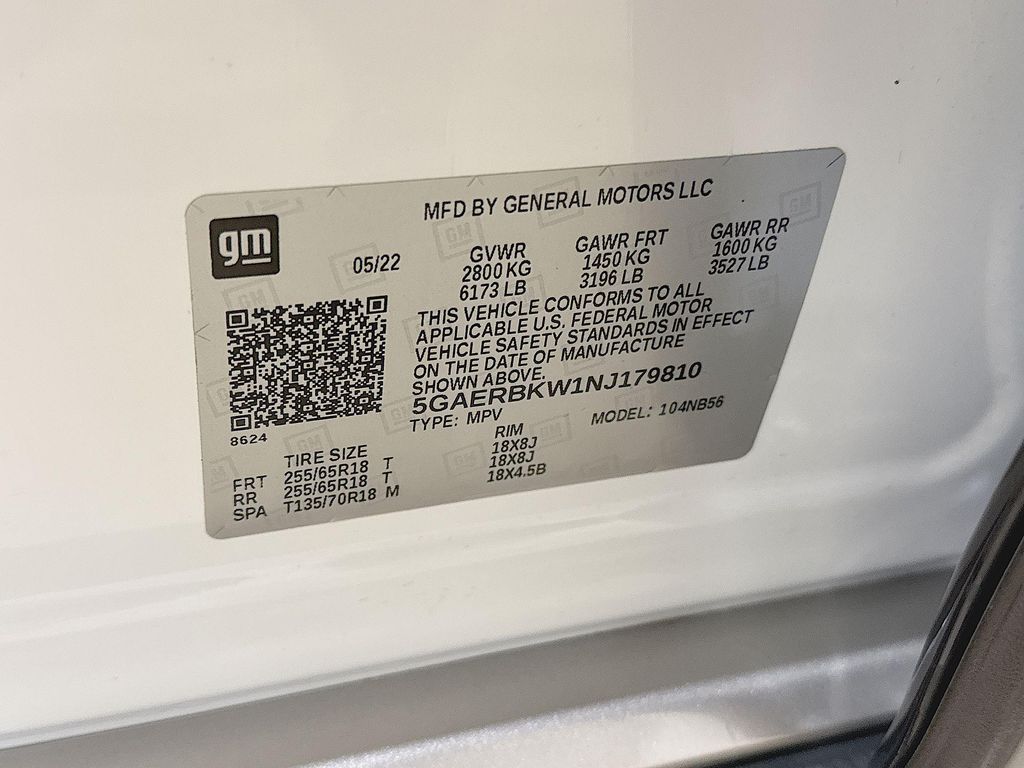 MFD BY GENERAL MOTORS LLC
gm
05/22
GVWR GAWR FRT GAWR RR
2800 KG 1450 KG 1600 KG
6173 LB 3196 LB 3527 LB
THIS VEHICLE CONFORMS TO ALL
APPLICABLE U.S. FEDERAL MOTOR
VEHICLE SAFETY STANDARDS IN EFFECT
ON THE DATE OF MANUFACTURE
SHOWN ABOVE.
5GAERBKW1NJ179810
TYPE: MPV MODEL: 104NB56
8624
TIRE SIZE RIM
FRT 255/65R18 T 18X8J
RR 255/65R18 T 18X8J
SPA T135/70R18 M 18X4.5B